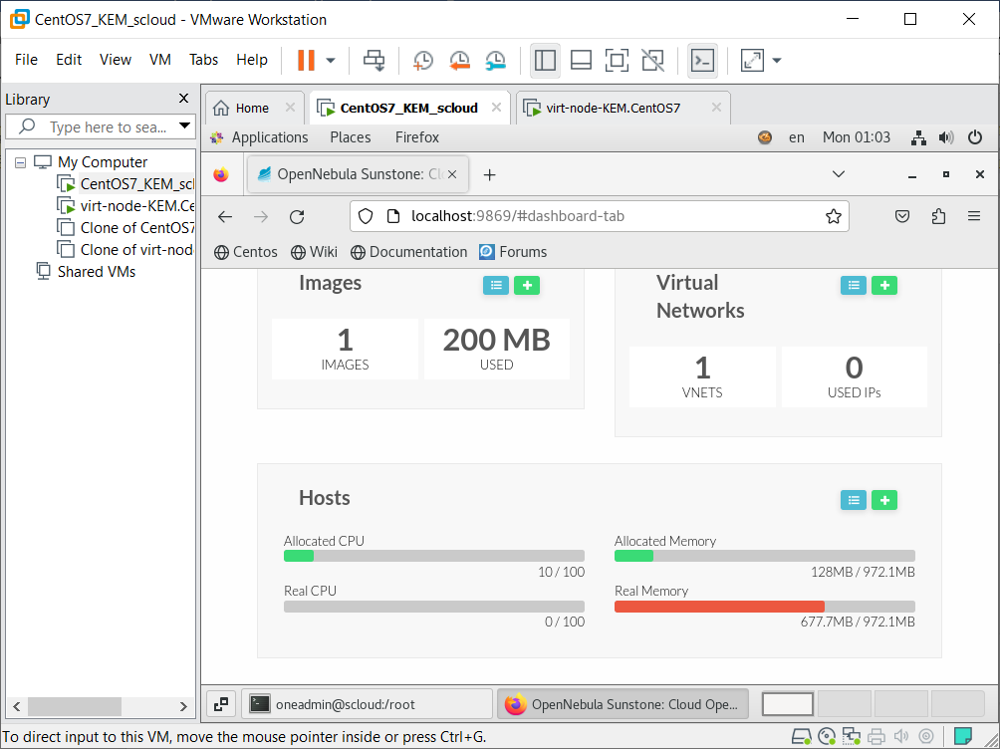 CentOS7_KEM_scloud - VMware Workstation
File Edit View VM Tabs Help
Library
Type here to sea...
My Computer
CentOS7_KEM_scl
virt-node-KEM.Ce
Clone of CentOS7
Clone of virt-nod
Shared VMs
Home CentOS7_KEM_scloud virt-node-KEM.CentOS7
Applications Places Firefox en Mon 01:03
OpenNebula Sunstone: Clo
localhost:9869/#dashboard-tab
Centos Wiki Documentation Forums
Images
1
IMAGES
200 MB
USED
Virtual
Networks
1
VNETS
0
USED IPs
Hosts
Allocated CPU
10 / 100
Real CPU
0 / 100
Allocated Memory
128MB / 972.1MB
Real Memory
677.7MB / 972.1MB
oneadmin@scloud:/root OpenNebula Sunstone: Cloud Ope...
To direct input to this VM, move the mouse pointer inside or press Ctrl+G.